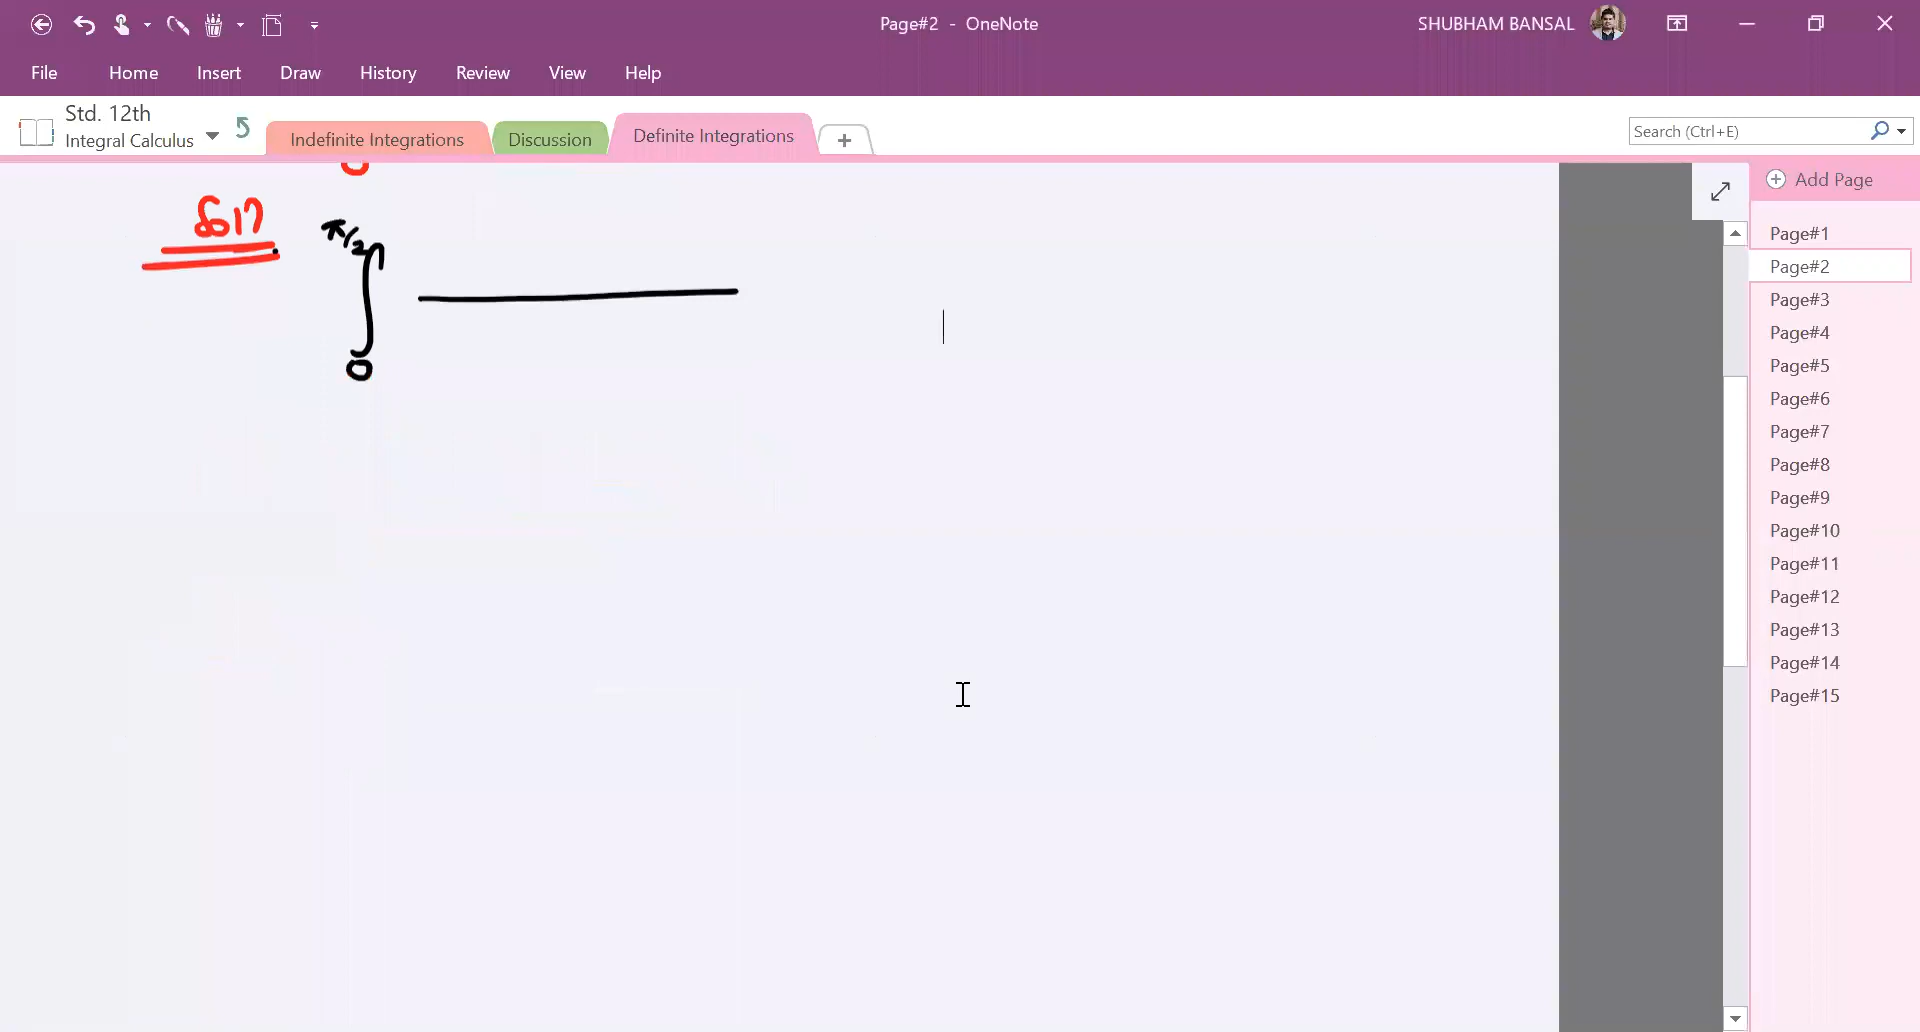 Page#2 - OneNote
SHUBHAM BANSAL
File Home Insert Draw History Review View Help
Std. 12th
Integral Calculus
Indefinite Integrations
Discussion
Definite Integrations
+
Search (Ctrl+E)
Add Page
Page#1
Page#2
Page#3
Page#4
Page#5
Page#6
Page#7
Page#8
Page#9
Page#10
Page#11
Page#12
Page#13
Page#14
Page#15
π/2
∫
0